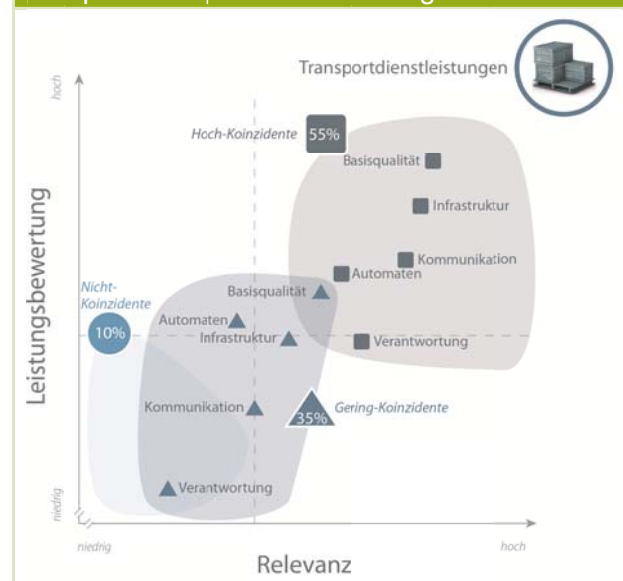 Transportdienstleistungen
hoch
Hoch-Koinzidente
55%
Basisqualität
Infrastruktur
Kommunikation
Automaten
Verantwortung
Leistungsbewertung
Nicht-
Koinzidente
10%
Basisqualität
Automaten
Infrastruktur
Kommunikation
35%
Gering-Koinzidente
Verantwortung
niedrig
niedrig
hoch
Relevanz